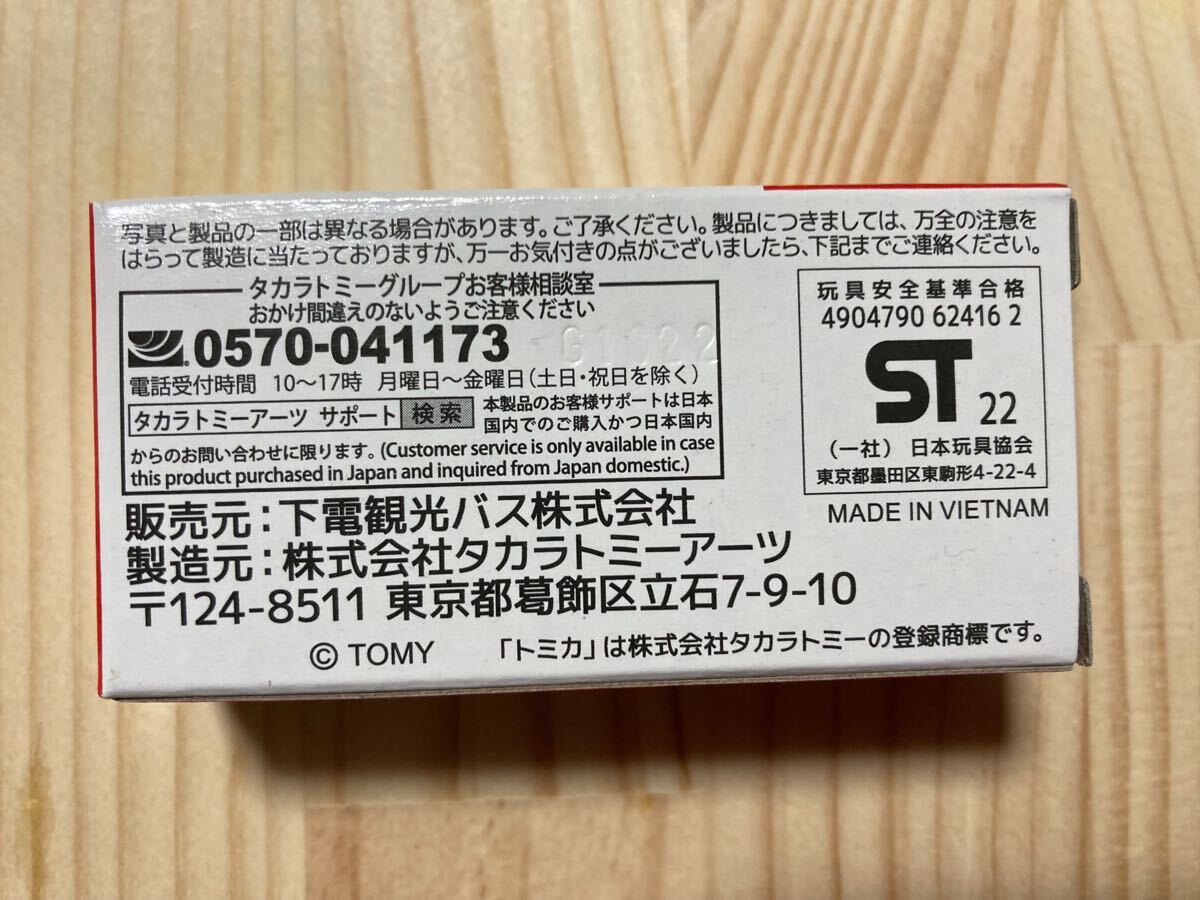 写真と製品の一部は異なる場合があります。ご了承ください。製品につきましては、万全の注意を
はらって製造に当たっておりますが、万一お気付きの点がございましたら、下記までご連絡ください。
タカラトミーグループお客様相談室
おかけ間違えのないようご注意ください
0570-041173
電話受付時間 10～17時 月曜日～金曜日(土日・祝日を除く)
タカラトミーアーツ サポート 検索
本製品のお客様サポートは日本
国内でのご購入かつ日本国内
からのお問い合わせに限ります。(Customer service is only available in case
this product purchased in Japan and inquired from Japan domestic.)
玩具安全基準合格
4904790 62416 2
ST 22
(一社) 日本玩具協会
東京都墨田区東駒形4-22-4
MADE IN VIETNAM
販売元:下電観光バス株式会社
製造元:株式会社タカラトミーアーツ
〒124-8511 東京都葛飾区立石7-9-10
© TOMY 「トミカ」は株式会社タカラトミーの登録商標です。